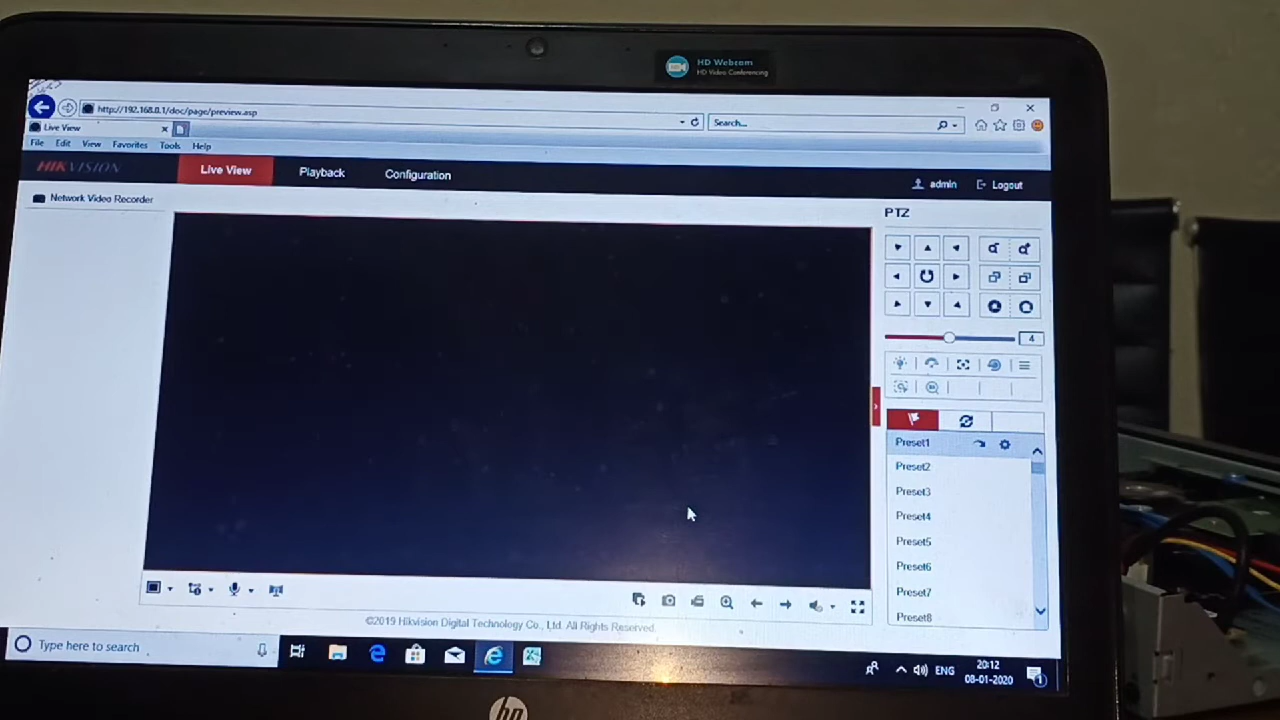 HD Webcam
HD Video Conferencing
http://192.168.0.1/doc/page/preview.asp
Search...
Live View
File Edit View Favorites Tools Help
HIKVISION
Live View
Playback
Configuration
admin
Logout
Network Video Recorder
PTZ
4
Preset1
Preset2
Preset3
Preset4
Preset5
Preset6
Preset7
Preset8
©2019 Hikvision Digital Technology Co., Ltd. All Rights Reserved.
Type here to search
ENG
20:12
08-01-2020
1
hp